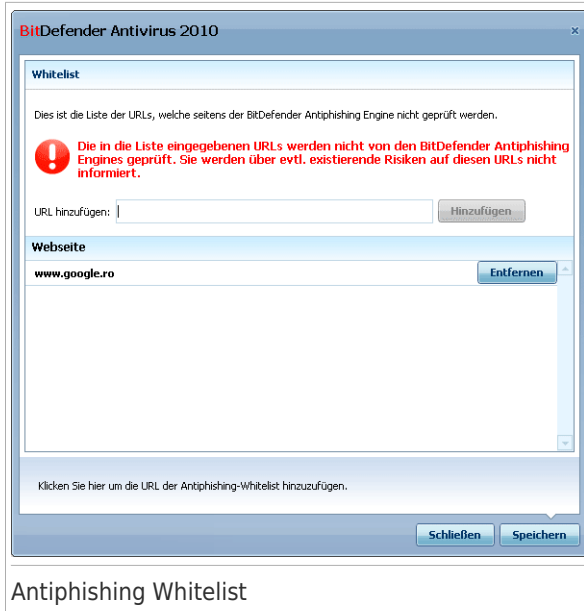 BitDefender Antivirus 2010
x
Whitelist
Dies ist die Liste der URLs, welche seitens der BitDefender Antiphishing Engine nicht geprüft werden.
Die in die Liste eingegebenen URLs werden nicht von den BitDefender Antiphishing
Engines geprüft. Sie werden über evtl. existierende Risiken auf diesen URLs nicht
informiert.
URL hinzufügen:
Hinzufügen
Webseite
www.google.ro
Entfernen
Klicken Sie hier um die URL der Antiphishing-Whitelist hinzuzufügen.
Schließen
Speichern
Antiphishing Whitelist